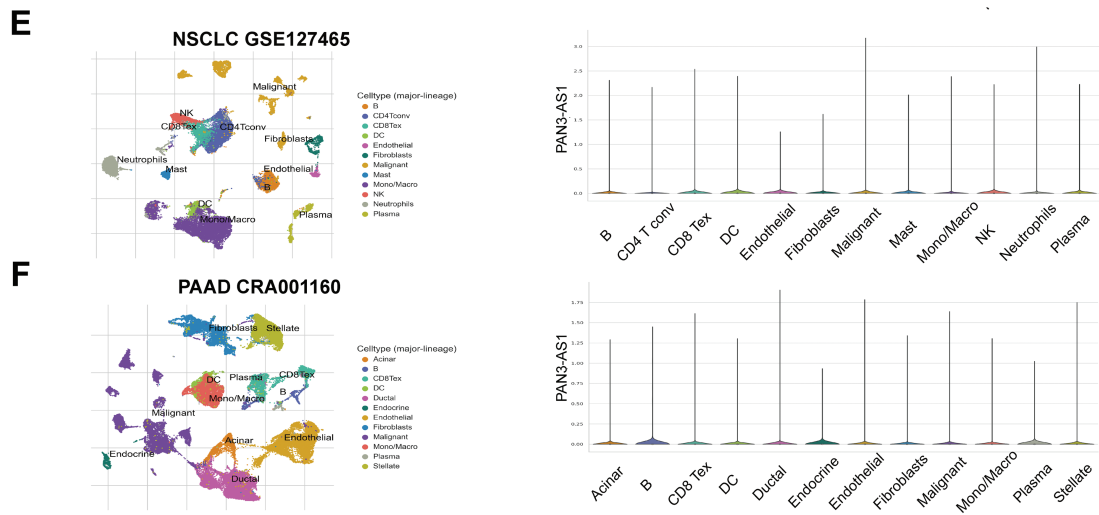 E
NSCLC GSE127465
Malignant
NK
CD8Tex
CD4Tconv
Fibroblasts
Neutrophils
Mast
Endothelial
B
DC
Mono/Macro
Plasma
Celltype (major-lineage)
B
CD4Tconv
CD8Tex
DC
Endothelial
Fibroblasts
Malignant
Mast
Mono/Macro
NK
Neutrophils
Plasma
PAN3-AS1
3.0
2.5
2.0
1.5
1.0
0.5
0.0
B
CD4 T conv
CD8 Tex
DC
Endothelial
Fibroblasts
Malignant
Mast
Mono/Macro
NK
Neutrophils
Plasma
F
PAAD CRA001160
Fibroblasts
Stellate
DC
Plasma
CD8Tex
Mono/Macro
B
Malignant
Acinar
Endothelial
Endocrine
Ductal
Celltype (major-lineage)
Acinar
B
CD8Tex
DC
Ductal
Endocrine
Endothelial
Fibroblasts
Malignant
Mono/Macro
Plasma
Stellate
PAN3-AS1
1.75
1.50
1.25
1.00
0.75
0.50
0.25
0.00
Acinar
B
CD8 Tex
DC
Ductal
Endocrine
Endothelial
Fibroblasts
Malignant
Mono/Macro
Plasma
Stellate